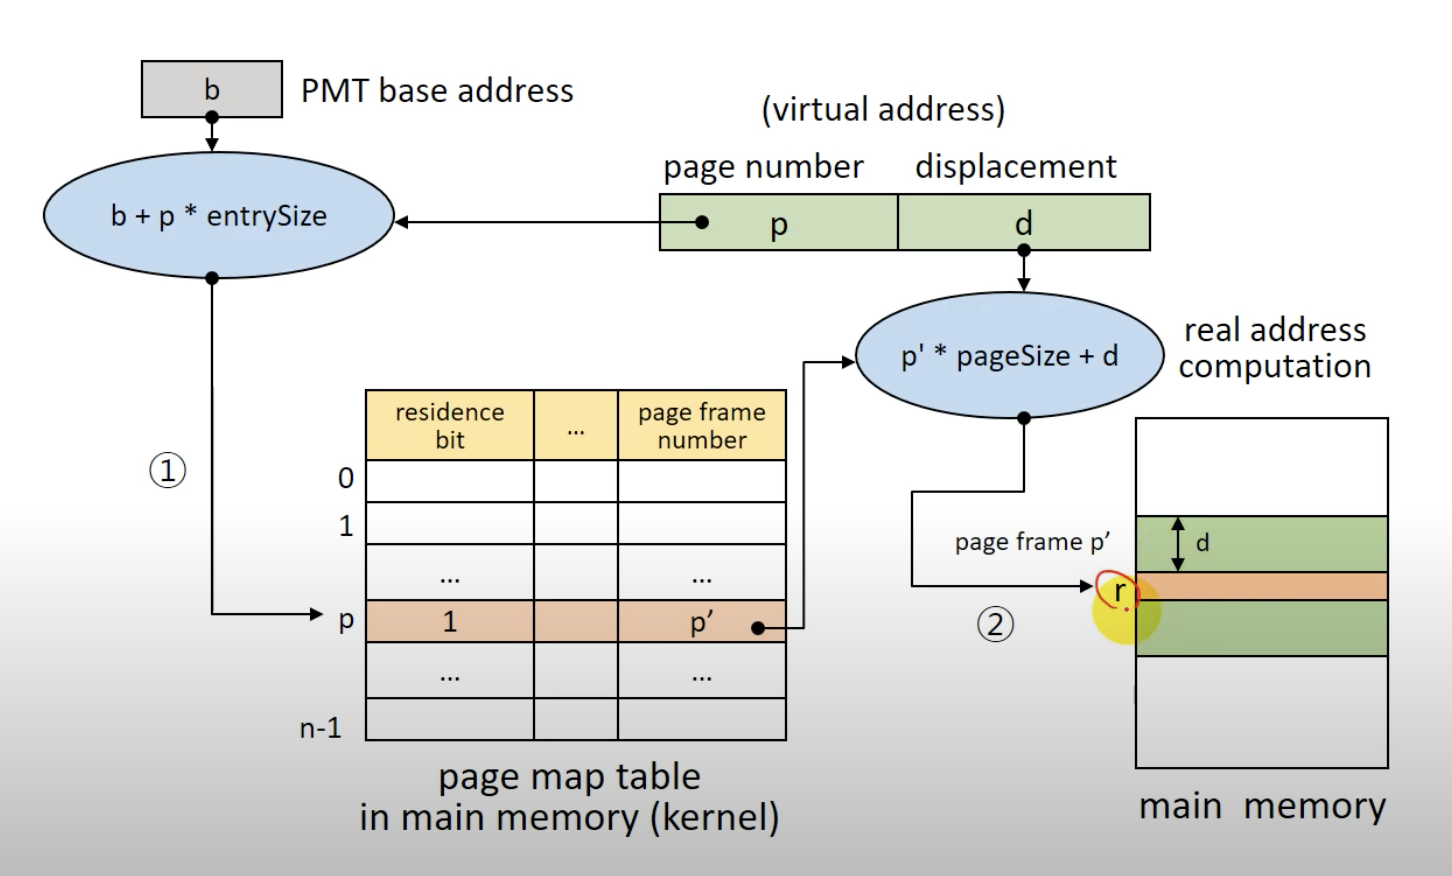 b
PMT base address
(virtual address)
page number
displacement
b + p * entrySize
p
d
p' * pageSize + d
real address
computation
residence
bit
...
page frame
number
0
1
...
...
p
1
p’
...
...
n-1
①
page frame p’
d
r
②
page map table
in main memory (kernel)
main memory